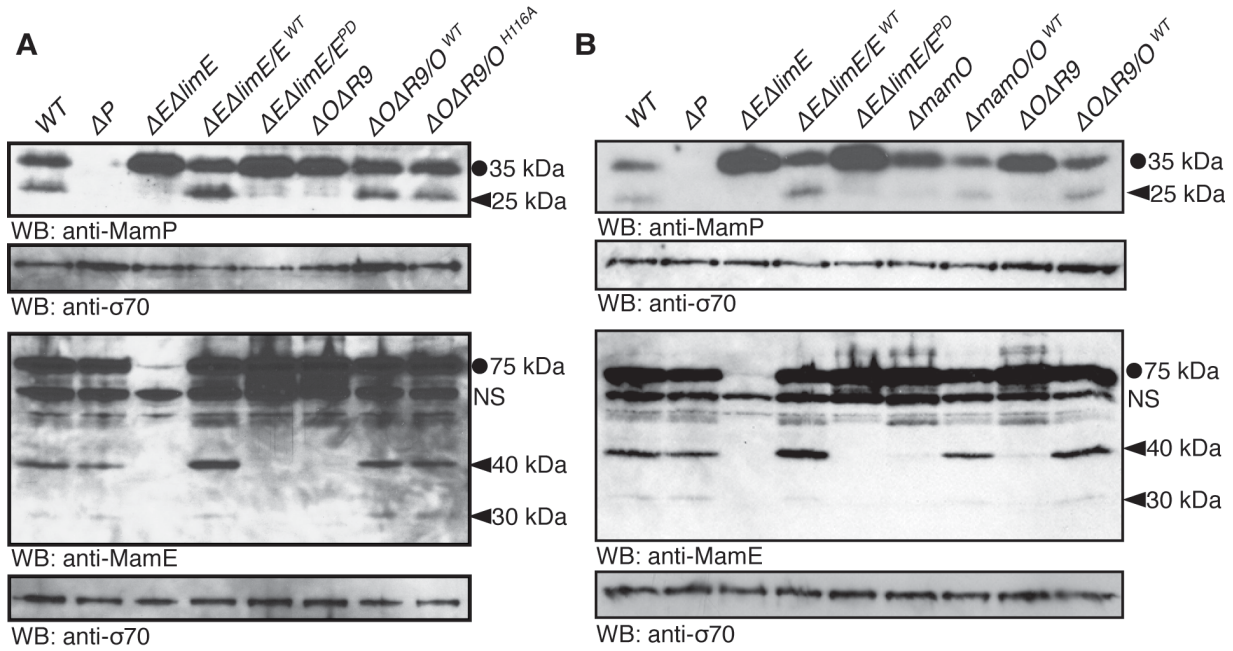 A
WT
ΔP
ΔEΔlimE
ΔEΔlimE/E^WT
ΔEΔlimE/E^PD
ΔOΔR9
ΔOΔR9/O^WT
ΔOΔR9/O^H116A
●35 kDa
◀25 kDa
WB: anti-MamP
WB: anti-σ70
●75 kDa
NS
◀40 kDa
◀30 kDa
WB: anti-MamE
WB: anti-σ70
B
WT
ΔP
ΔEΔlimE
ΔEΔlimE/E^WT
ΔEΔlimE/E^PD
ΔmamO
ΔmamO/O^WT
ΔOΔR9
ΔOΔR9/O^WT
●35 kDa
◀25 kDa
WB: anti-MamP
WB: anti-σ70
●75 kDa
NS
◀40 kDa
◀30 kDa
WB: anti-MamE
WB: anti-σ70